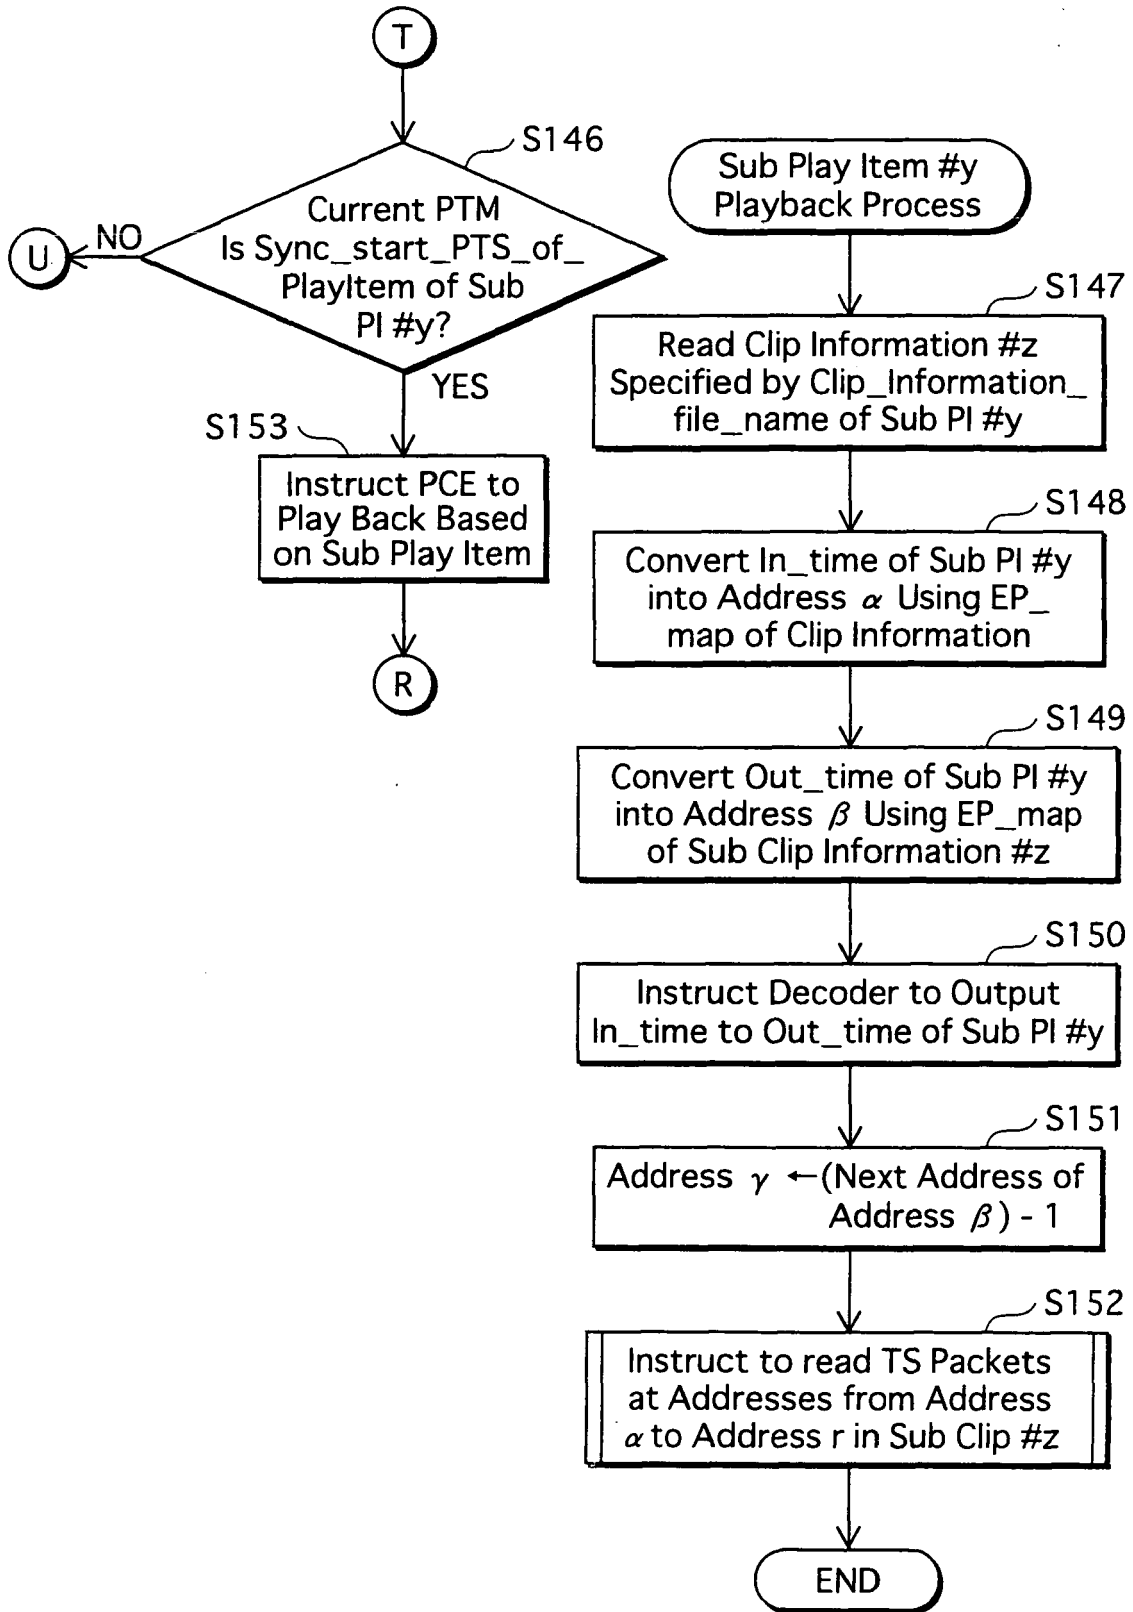 T
S146
Current PTM
Is Sync_start_PTS_of_
PlayItem of Sub
PI #y?
NO
U
YES
S153
Instruct PCE to
Play Back Based
on Sub Play Item
R
Sub Play Item #y
Playback Process
S147
Read Clip Information #z
Specified by Clip_Information_
file_name of Sub PI #y
S148
Convert In_time of Sub PI #y
into Address α Using EP_
map of Clip Information
S149
Convert Out_time of Sub PI #y
into Address β Using EP_map
of Sub Clip Information #z
S150
Instruct Decoder to Output
In_time to Out_time of Sub PI #y
S151
Address γ ←(Next Address of
Address β) - 1
S152
Instruct to read TS Packets
at Addresses from Address
α to Address r in Sub Clip #z
END